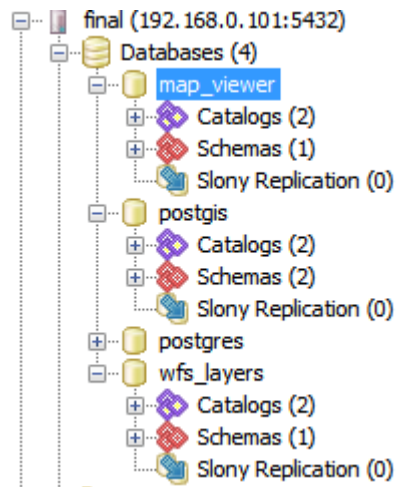 final (192.168.0.101:5432)
Databases (4)
map_viewer
Catalogs (2)
Schemas (1)
Slony Replication (0)
postgis
Catalogs (2)
Schemas (2)
Slony Replication (0)
postgres
wfs_layers
Catalogs (2)
Schemas (1)
Slony Replication (0)